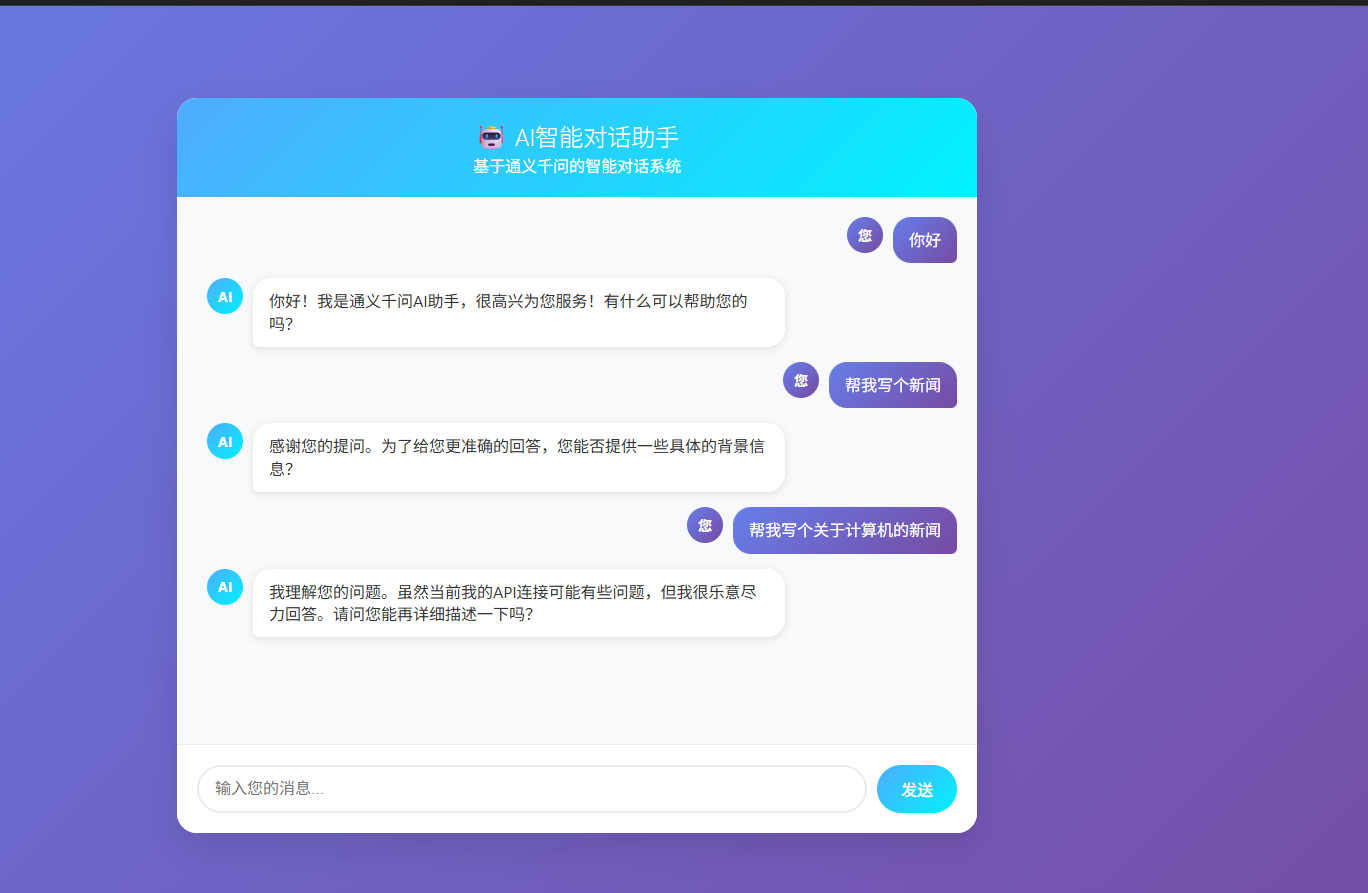 AI智能对话助手
基于通义千问的智能对话系统
您
你好
AI
你好！我是通义千问AI助手，很高兴为您服务！有什么可以帮助您的
吗？
您
帮我写个新闻
AI
感谢您的提问。为了给您更准确的回答，您能否提供一些具体的背景信
息？
您
帮我写个关于计算机的新闻
AI
我理解您的问题。虽然当前我的API连接可能有些问题，但我很乐意尽
力回答。请问您能再详细描述一下吗？
输入您的消息...
发送